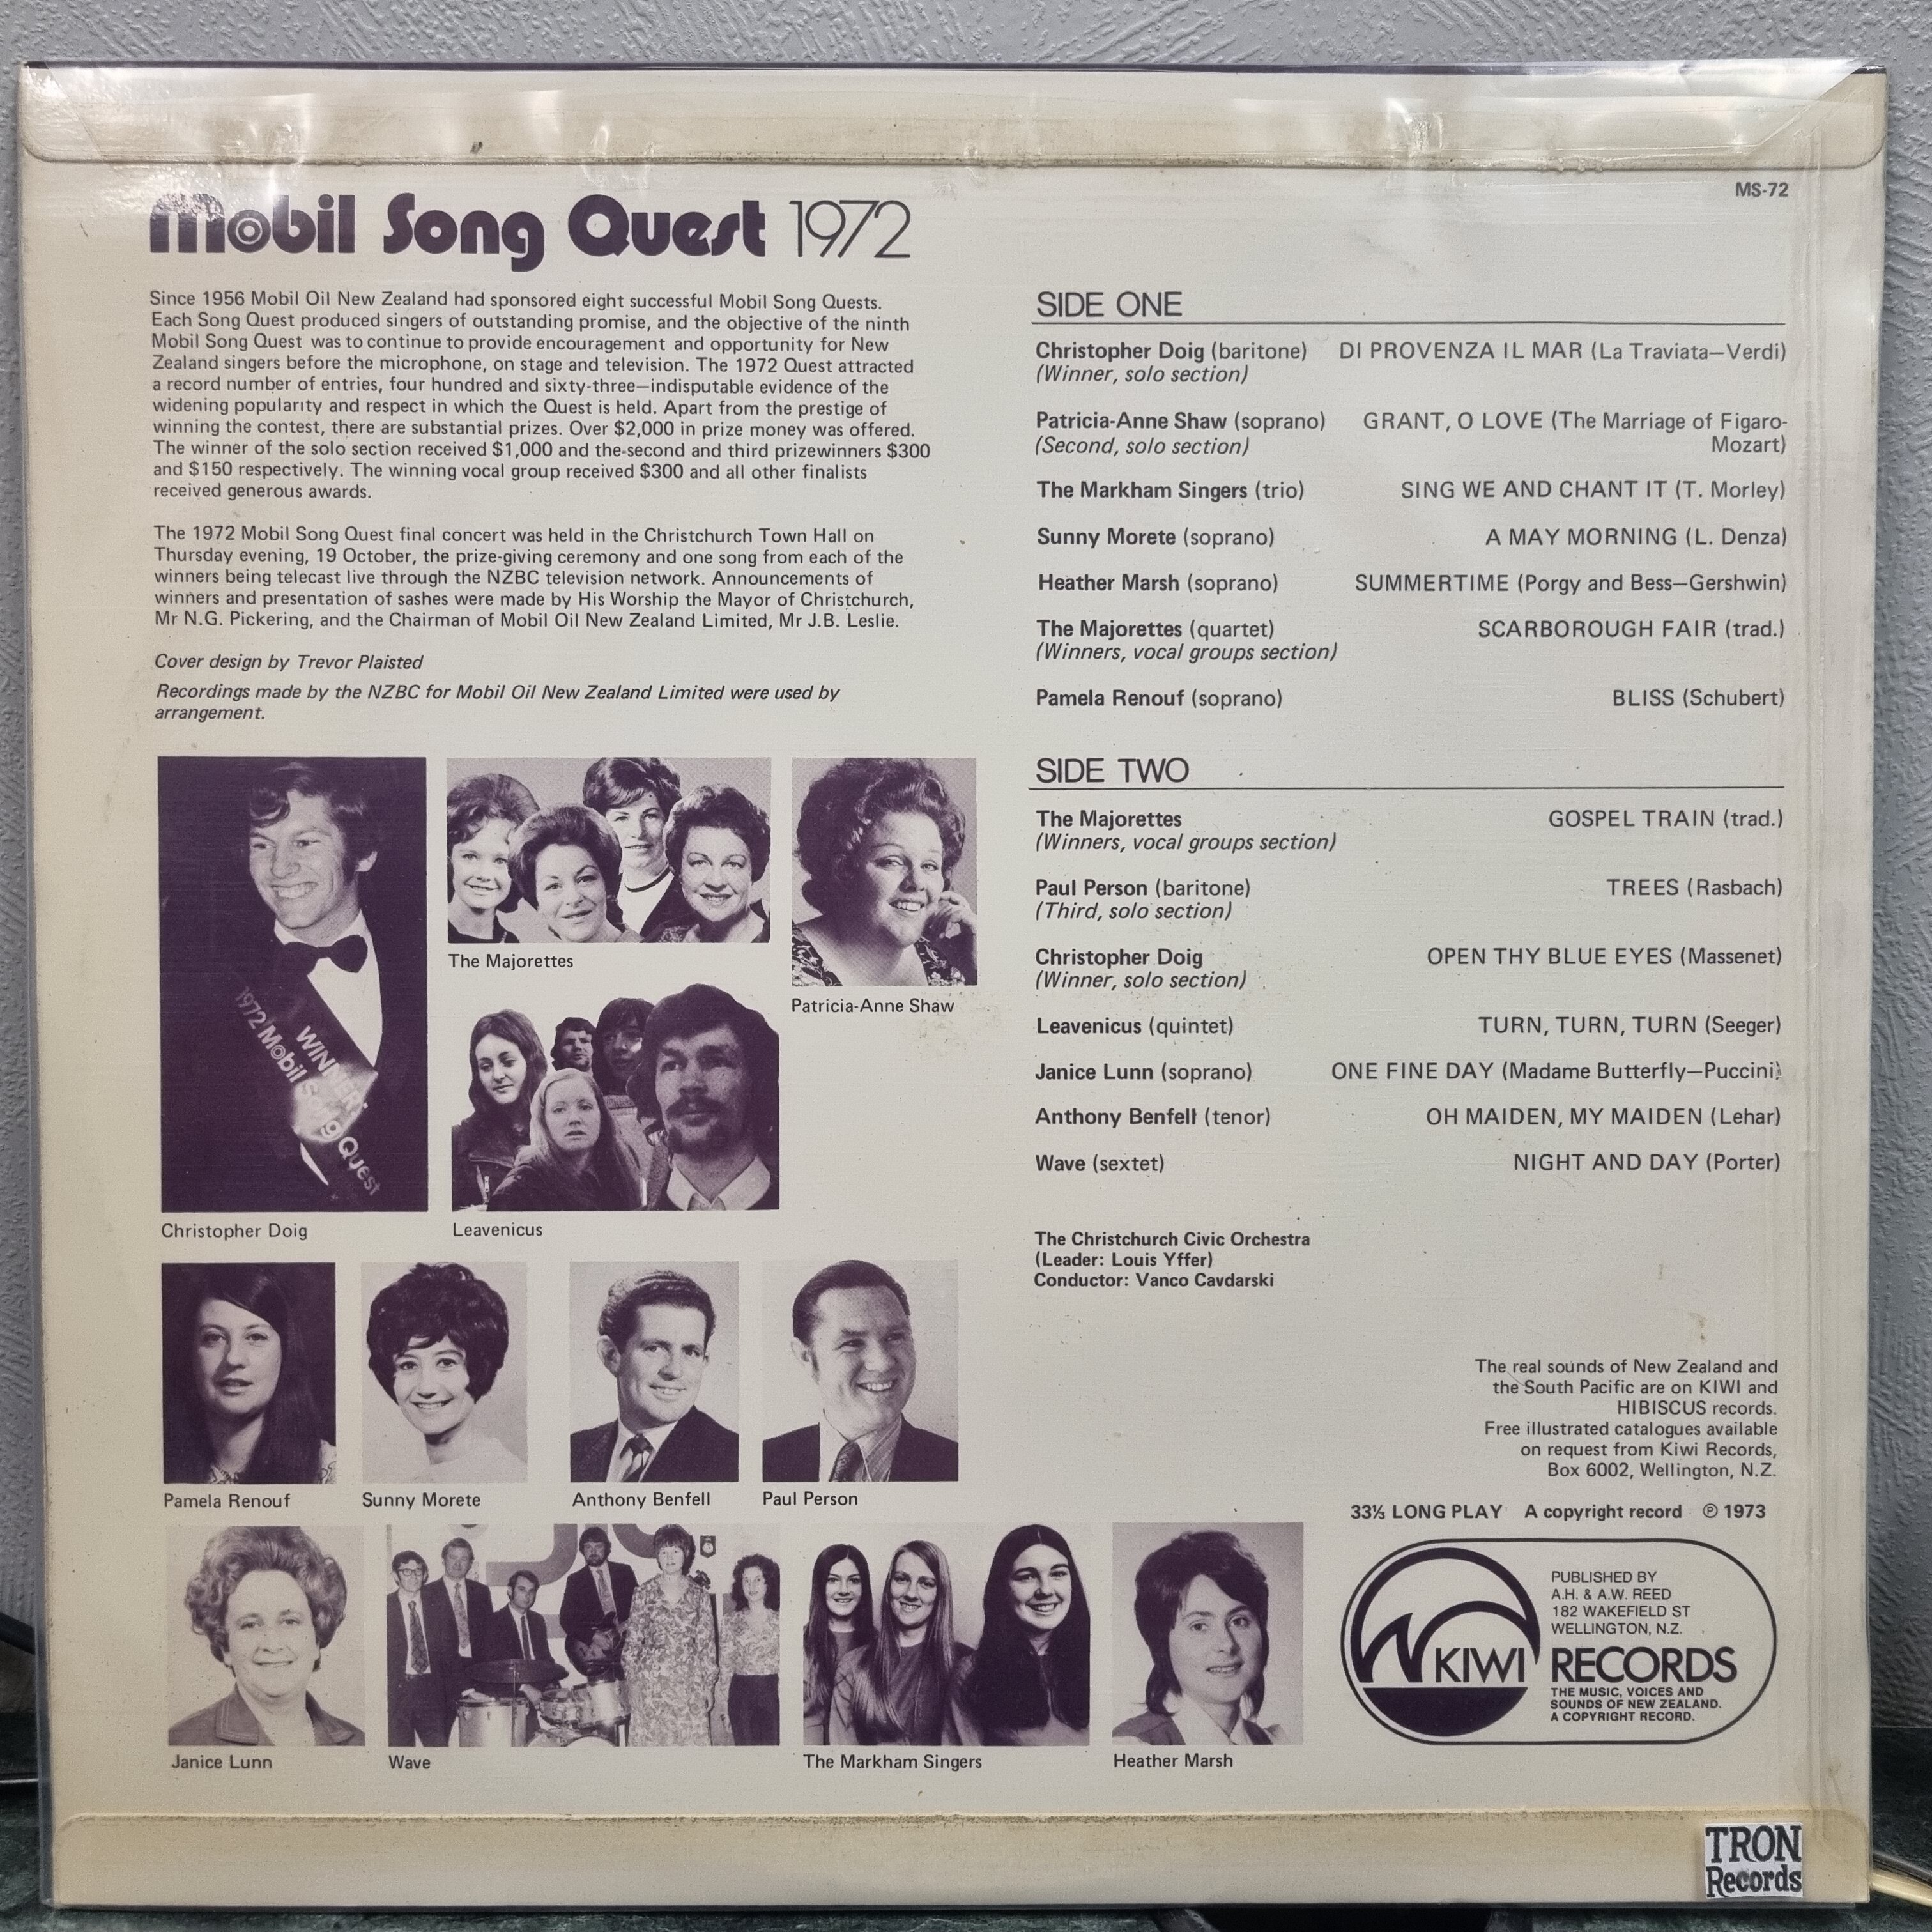 MS-72
Mobil Song Quest 1972
Since 1956 Mobil Oil New Zealand had sponsored eight successful Mobil Song Quests.
Each Song Quest produced singers of outstanding promise, and the objective of the ninth
Mobil Song Quest was to continue to provide encouragement and opportunity for New
Zealand singers before the microphone, on stage and television. The 1972 Quest attracted
a record number of entries, four hundred and sixty-three—indisputable evidence of the
widening popularity and respect in which the Quest is held. Apart from the prestige of
winning the contest, there are substantial prizes. Over $2,000 in prize money was offered.
The winner of the solo section received $1,000 and the second and third prizewinners $300
and $150 respectively. The winning vocal group received $300 and all other finalists
received generous awards.
The 1972 Mobil Song Quest final concert was held in the Christchurch Town Hall on
Thursday evening, 19 October, the prize-giving ceremony and one song from each of the
winners being telecast live through the NZBC television network. Announcements of
winners and presentation of sashes were made by His Worship the Mayor of Christchurch,
Mr N.G. Pickering, and the Chairman of Mobil Oil New Zealand Limited, Mr J.B. Leslie.
Cover design by Trevor Plaisted
Recordings made by the NZBC for Mobil Oil New Zealand Limited were used by
arrangement.
WINNER.
1972 Mobil Song Quest
Christopher Doig
The Majorettes
Patricia-Anne Shaw
Leavenicus
Pamela Renouf
Sunny Morete
Anthony Benfell
Paul Person
Janice Lunn
Wave
The Markham Singers
Heather Marsh
SIDE ONE
Christopher Doig (baritone) DI PROVENZA IL MAR (La Traviata—Verdi)
(Winner, solo section)
Patricia-Anne Shaw (soprano) GRANT, O LOVE (The Marriage of Figaro-
(Second, solo section) Mozart)
The Markham Singers (trio) SING WE AND CHANT IT (T. Morley)
Sunny Morete (soprano) A MAY MORNING (L. Denza)
Heather Marsh (soprano) SUMMERTIME (Porgy and Bess—Gershwin)
The Majorettes (quartet) SCARBOROUGH FAIR (trad.)
(Winners, vocal groups section)
Pamela Renouf (soprano) BLISS (Schubert)
SIDE TWO
The Majorettes GOSPEL TRAIN (trad.)
(Winners, vocal groups section)
Paul Person (baritone) TREES (Rasbach)
(Third, solo section)
Christopher Doig OPEN THY BLUE EYES (Massenet)
(Winner, solo section)
Leavenicus (quintet) TURN, TURN, TURN (Seeger)
Janice Lunn (soprano) ONE FINE DAY (Madame Butterfly—Puccini)
Anthony Benfell (tenor) OH MAIDEN, MY MAIDEN (Lehar)
Wave (sextet) NIGHT AND DAY (Porter)
The Christchurch Civic Orchestra
(Leader: Louis Yffer)
Conductor: Vanco Cavdarski
The real sounds of New Zealand and
the South Pacific are on KIWI and
HIBISCUS records.
Free illustrated catalogues available
on request from Kiwi Records,
Box 6002, Wellington, N.Z.
33⅓ LONG PLAY A copyright record ℗ 1973
PUBLISHED BY
A.H. & A.W. REED
182 WAKEFIELD ST
WELLINGTON, N.Z.
KIWI RECORDS
THE MUSIC, VOICES AND
SOUNDS OF NEW ZEALAND.
A COPYRIGHT RECORD.
TRON
Records